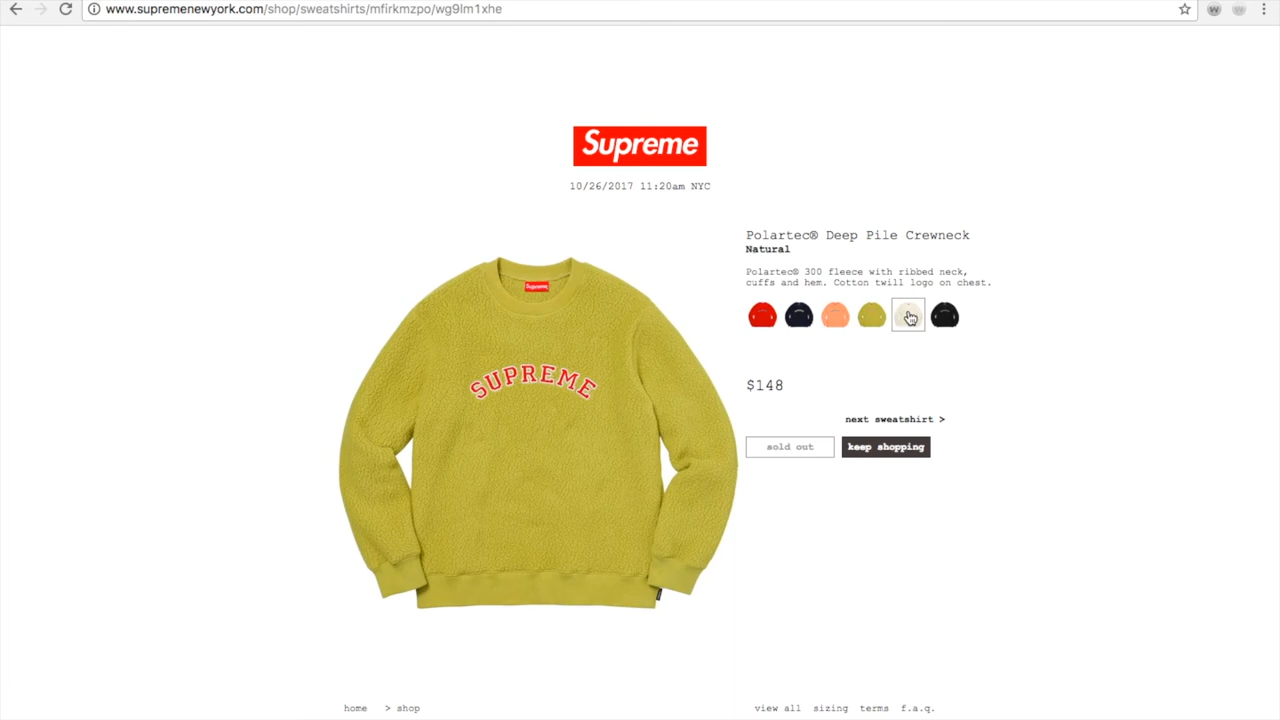 www.supremenewyork.com/shop/sweatshirts/mfirkmzpo/wg9lm1xhe
Supreme
10/26/2017 11:20am NYC
Polartec® Deep Pile Crewneck
Natural
Polartec® 300 fleece with ribbed neck,
cuffs and hem. Cotton twill logo on chest.
Supreme
SUPREME
$148
next sweatshirt >
sold out
keep shopping
home > shop
view all sizing terms f.a.q.